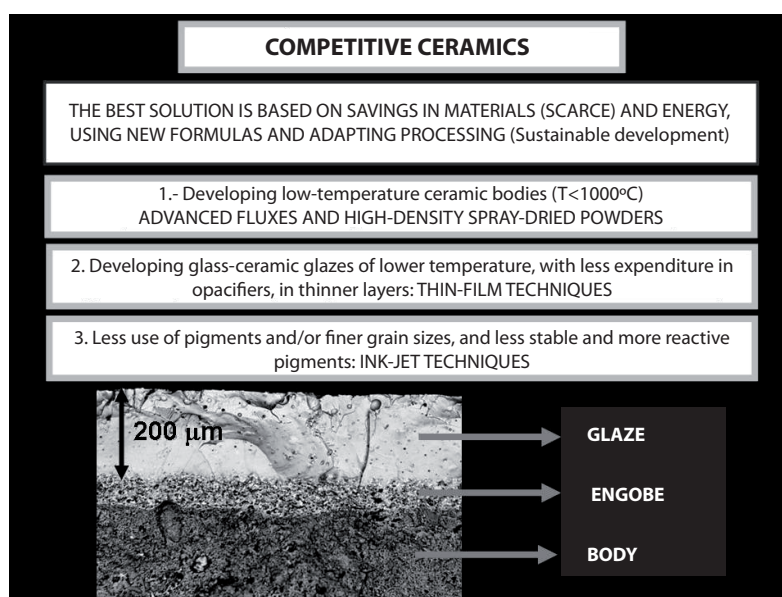 COMPETITIVE CERAMICS
THE BEST SOLUTION IS BASED ON SAVINGS IN MATERIALS (SCARCE) AND ENERGY,
USING NEW FORMULAS AND ADAPTING PROCESSING (Sustainable development)
1.- Developing low-temperature ceramic bodies (T<1000ºC)
ADVANCED FLUXES AND HIGH-DENSITY SPRAY-DRIED POWDERS
2. Developing glass-ceramic glazes of lower temperature, with less expenditure in
opacifiers, in thinner layers: THIN-FILM TECHNIQUES
3. Less use of pigments and/or finer grain sizes, and less stable and more reactive
pigments: INK-JET TECHNIQUES
200 μm
GLAZE
ENGOBE
BODY